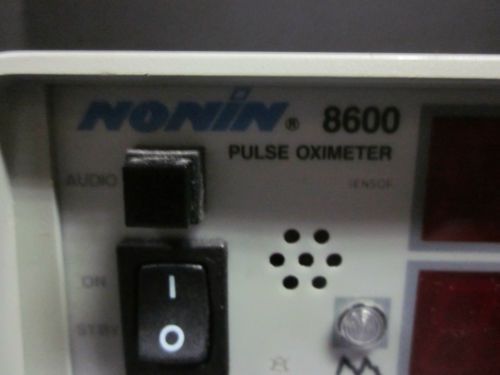 NONIN® 8600
PULSE OXIMETER
AUDIO
SENSOR
ON
STBY
I
O